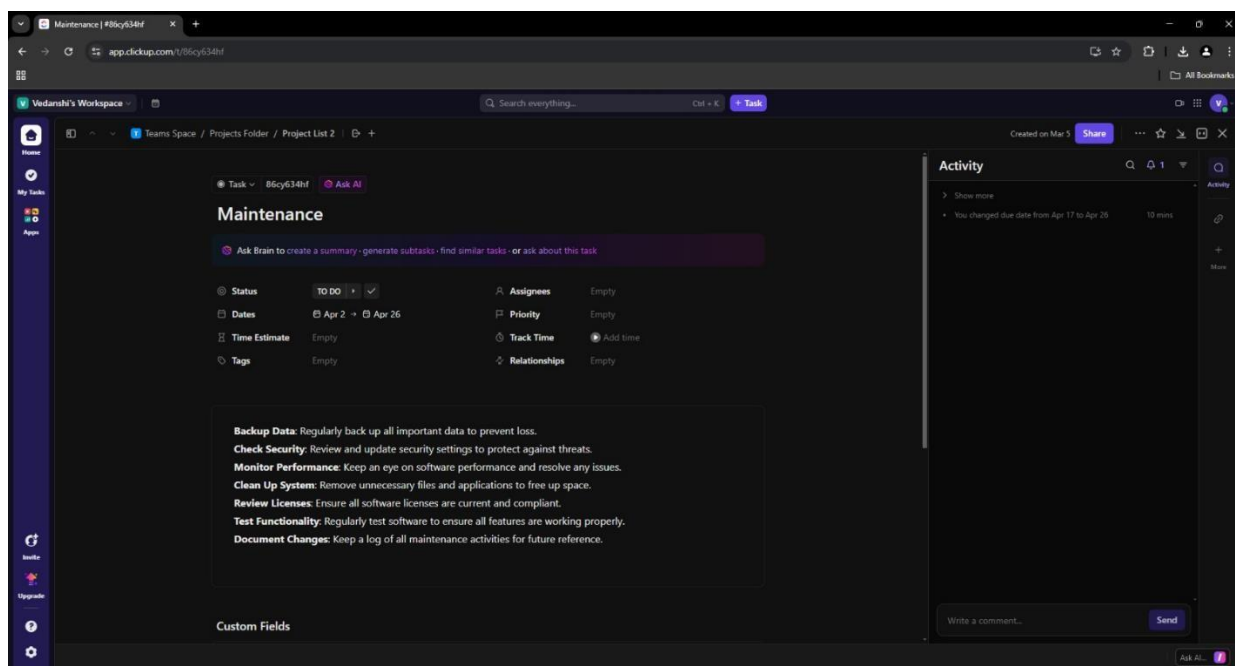 Maintenance | #86cy634hf
app.clickup.com/t/86cy634hf
All Bookmarks
V Vedanshi's Workspace
Search everything... Ctrl + K + Task
V
Home
My Tasks
Apps
Invite
Upgrade
T Teams Space / Projects Folder / Project List 2
Created on Mar 5 Share
Task 86cy634hf Ask AI
Maintenance
Ask Brain to create a summary · generate subtasks · find similar tasks · or ask about this task
Status TO DO Assignees Empty
Dates Apr 2 → Apr 26 Priority Empty
Time Estimate Empty Track Time Add time
Tags Empty Relationships Empty
Backup Data: Regularly back up all important data to prevent loss.
Check Security: Review and update security settings to protect against threats.
Monitor Performance: Keep an eye on software performance and resolve any issues.
Clean Up System: Remove unnecessary files and applications to free up space.
Review Licenses: Ensure all software licenses are current and compliant.
Test Functionality: Regularly test software to ensure all features are working properly.
Document Changes: Keep a log of all maintenance activities for future reference.
Custom Fields
Activity 1
Show more
You changed due date from Apr 17 to Apr 26 10 mins
Write a comment... Send
Activity
More
Ask AI...